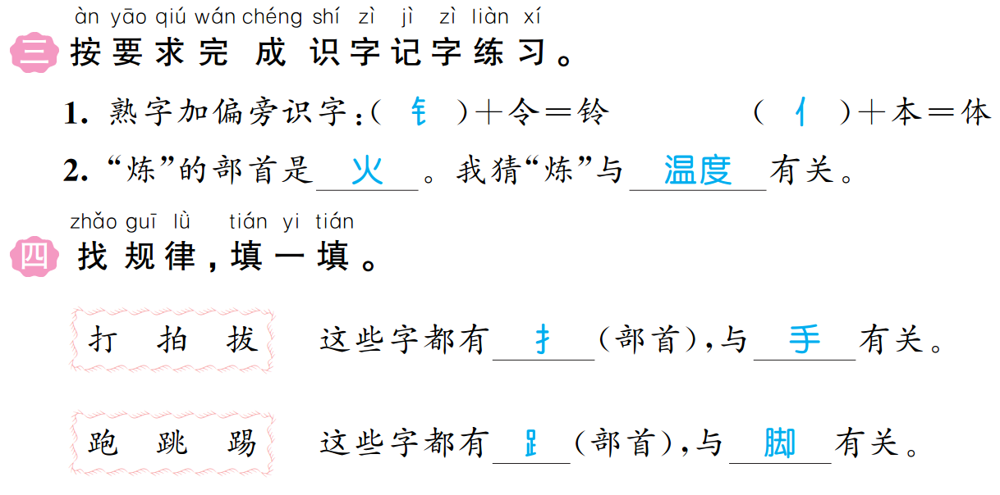 àn yāo qiú wán chéng shí zì jì zì liàn xí
三 按要求完成识字记字练习。
1. 熟字加偏旁识字:( 钅 )+令=铃 ( 亻 )+本=体
2. “炼”的部首是 火 。我猜“炼”与 温度 有关。
zhǎo guī lǜ tián yi tián
四 找规律,填一填。
打 拍 拔 这些字都有 扌 (部首),与 手 有关。
跑 跳 踢 这些字都有 𧾷 (部首),与 脚 有关。